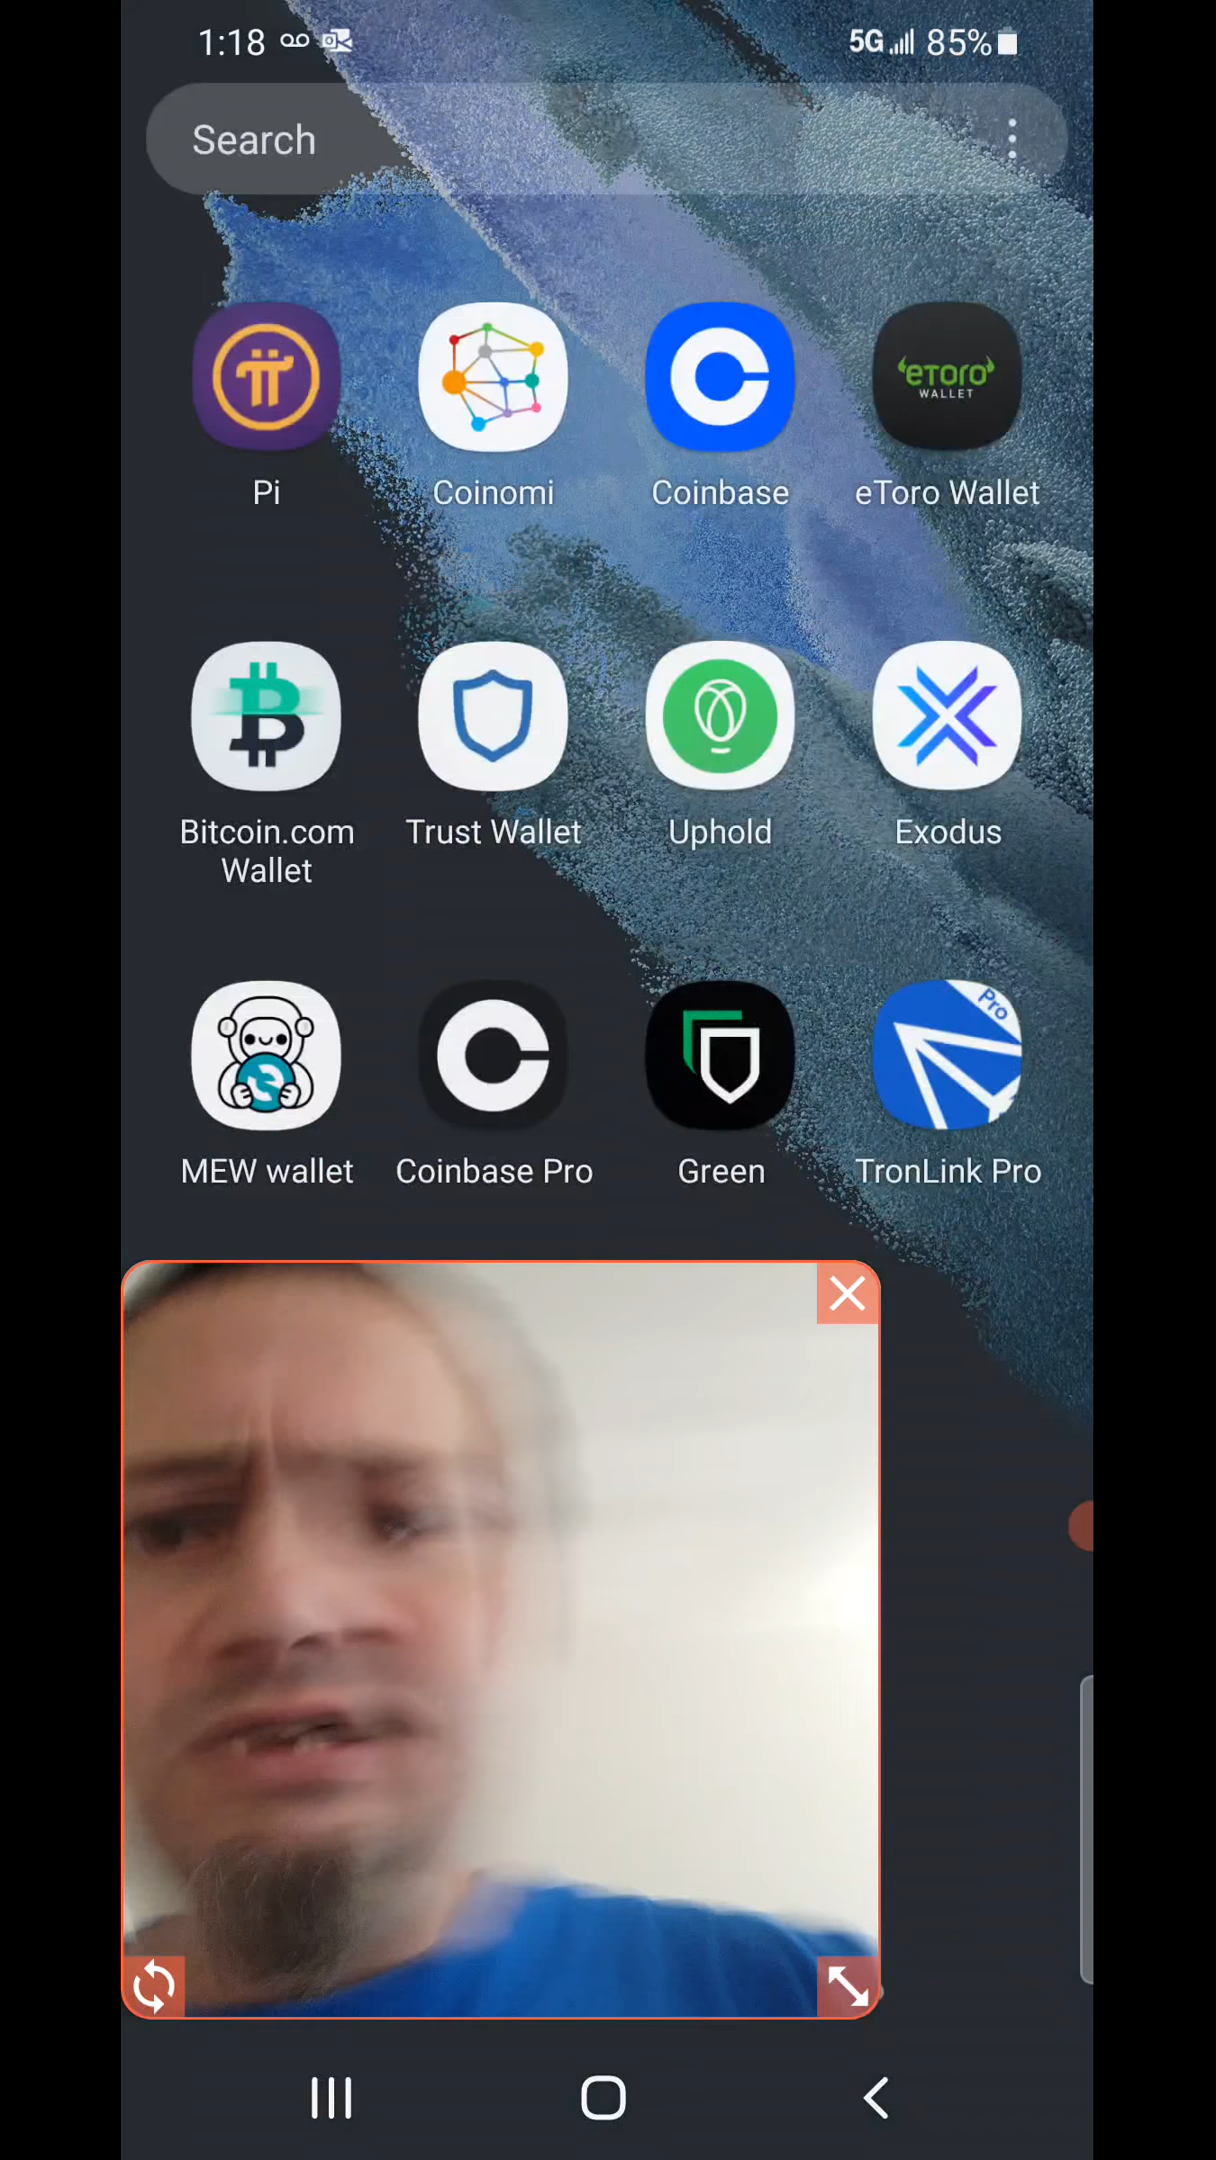 1:18 5G 85%
Search
eToro
WALLET
Pi Coinomi Coinbase eToro Wallet
Bitcoin.com Trust Wallet Uphold Exodus
Wallet
Pro
MEW wallet Coinbase Pro Green TronLink Pro